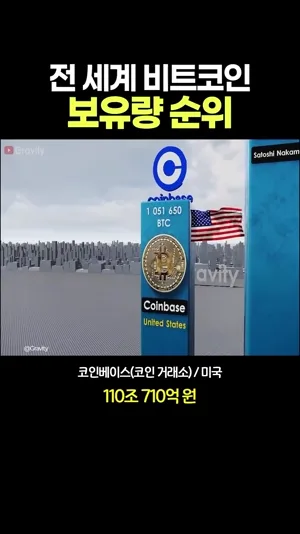 전 세계 비트코인
보유량 순위
Gravity
coinbase
1 051 650
BTC
Coinbase
United States
Satoshi Nakam
avity
@Gravity
코인베이스(코인 거래소) / 미국
110조 710억 원